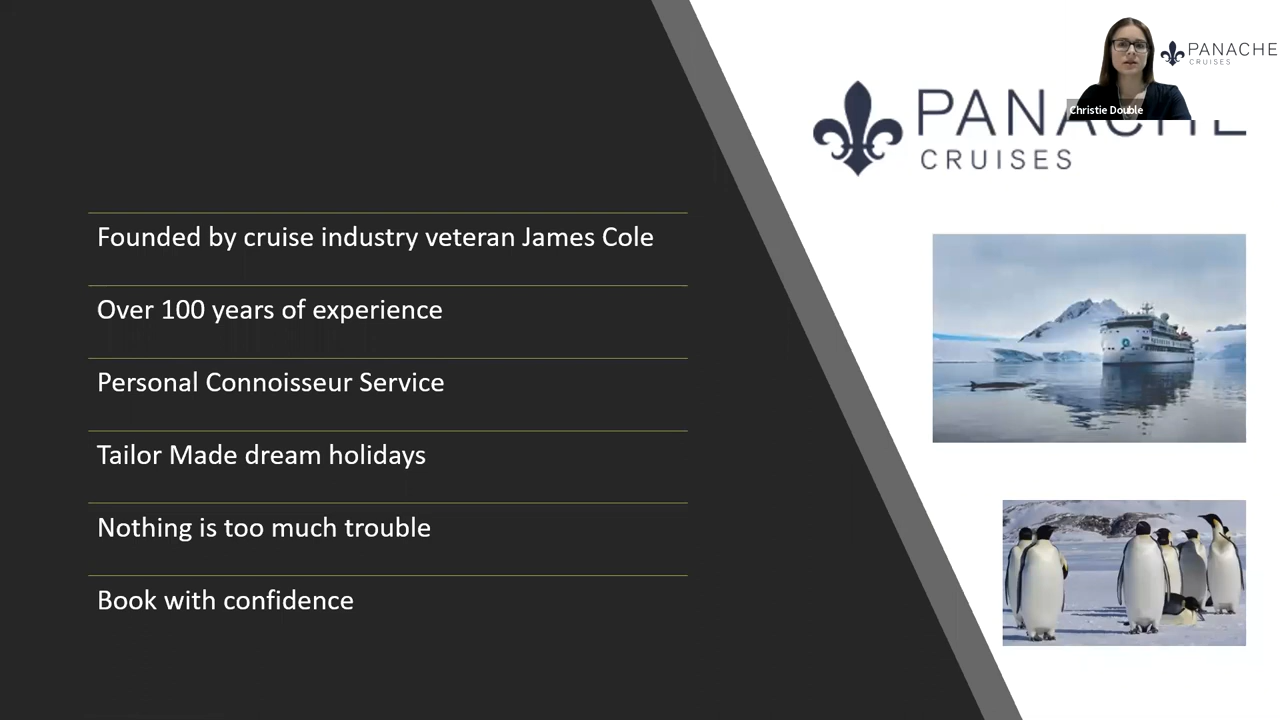 PANACHE
CRUISES
Christie Double
CRUISES
Founded by cruise industry veteran James Cole
Over 100 years of experience
Personal Connoisseur Service
Tailor Made dream holidays
Nothing is too much trouble
Book with confidence